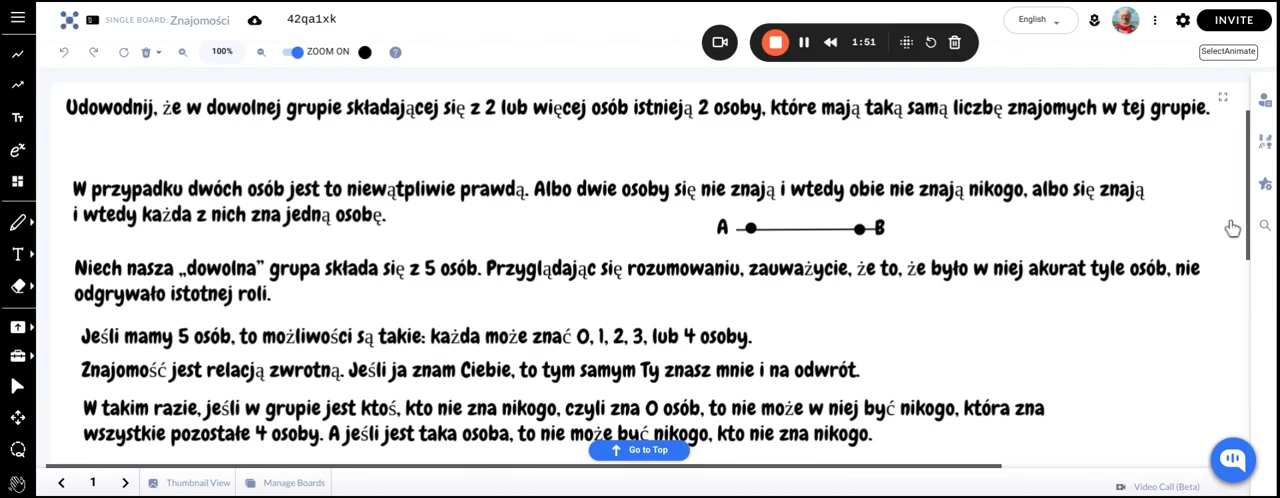 SINGLE BOARD: Znajomości
42qa1xk
English
INVITE
100%
ZOOM ON
1:51
SelectAnimate
Udowodnij, że w dowolnej grupie składającej się z 2 lub więcej osób istnieją 2 osoby, które mają taką samą liczbę znajomych w tej grupie.
W przypadku dwóch osób jest to niewątpliwie prawdą. Albo dwie osoby się nie znają i wtedy obie nie znają nikogo, albo się znają
i wtedy każda z nich zna jedną osobę.
A B
Niech nasza „dowolna” grupa składa się z 5 osób. Przyglądając się rozumowaniu, zauważycie, że to, że było w niej akurat tyle osób, nie
odgrywało istotnej roli.
Jeśli mamy 5 osób, to możliwości są takie: każda może znać 0, 1, 2, 3, lub 4 osoby.
Znajomość jest relacją zwrotną. Jeśli ja znam Ciebie, to tym samym Ty znasz mnie i na odwrót.
W takim razie, jeśli w grupie jest ktoś, kto nie zna nikogo, czyli zna 0 osób, to nie może w niej być nikogo, która zna
wszystkie pozostałe 4 osoby. A jeśli jest taka osoba, to nie może być nikogo, kto nie zna nikogo.
Go to Top
1
Thumbnail View
Manage Boards
Video Call (Beta)